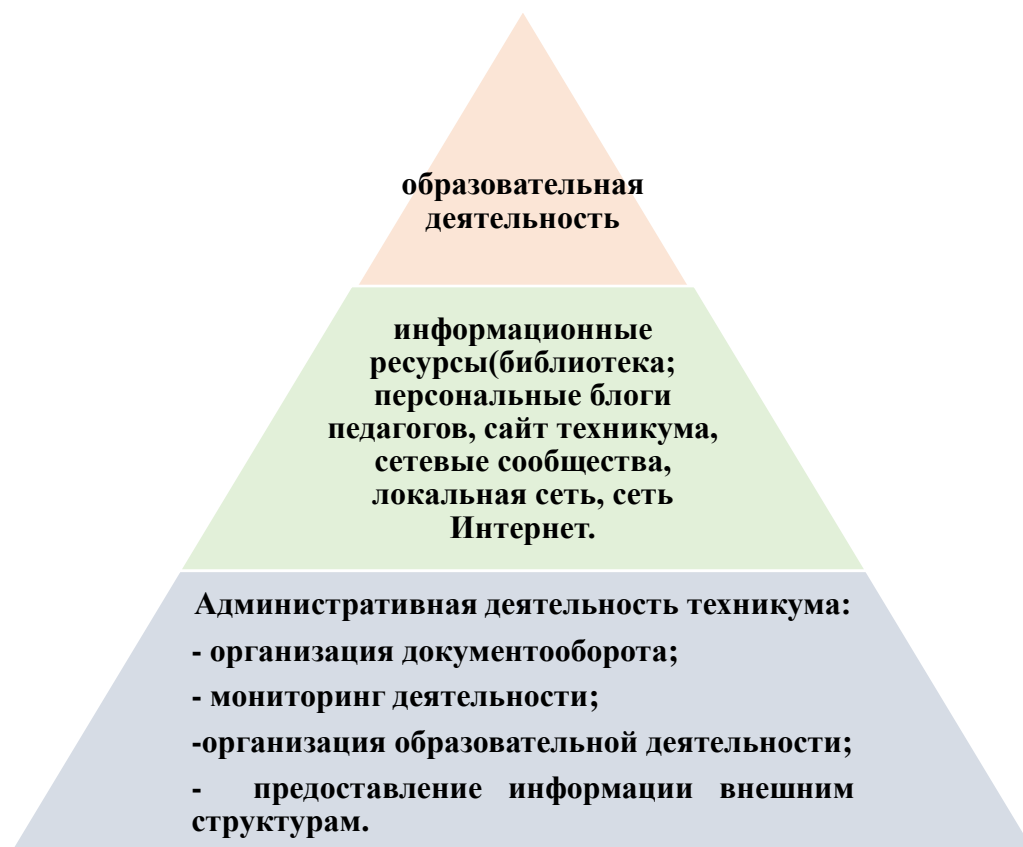 образовательная
деятельность
информационные
ресурсы(библиотека;
персональные блоги
педагогов, сайт техникума,
сетевые сообщества,
локальная сеть, сеть
Интернет.
Административная деятельность техникума:
- организация документооборота;
- мониторинг деятельности;
-организация образовательной деятельности;
- предоставление информации внешним
структурам.